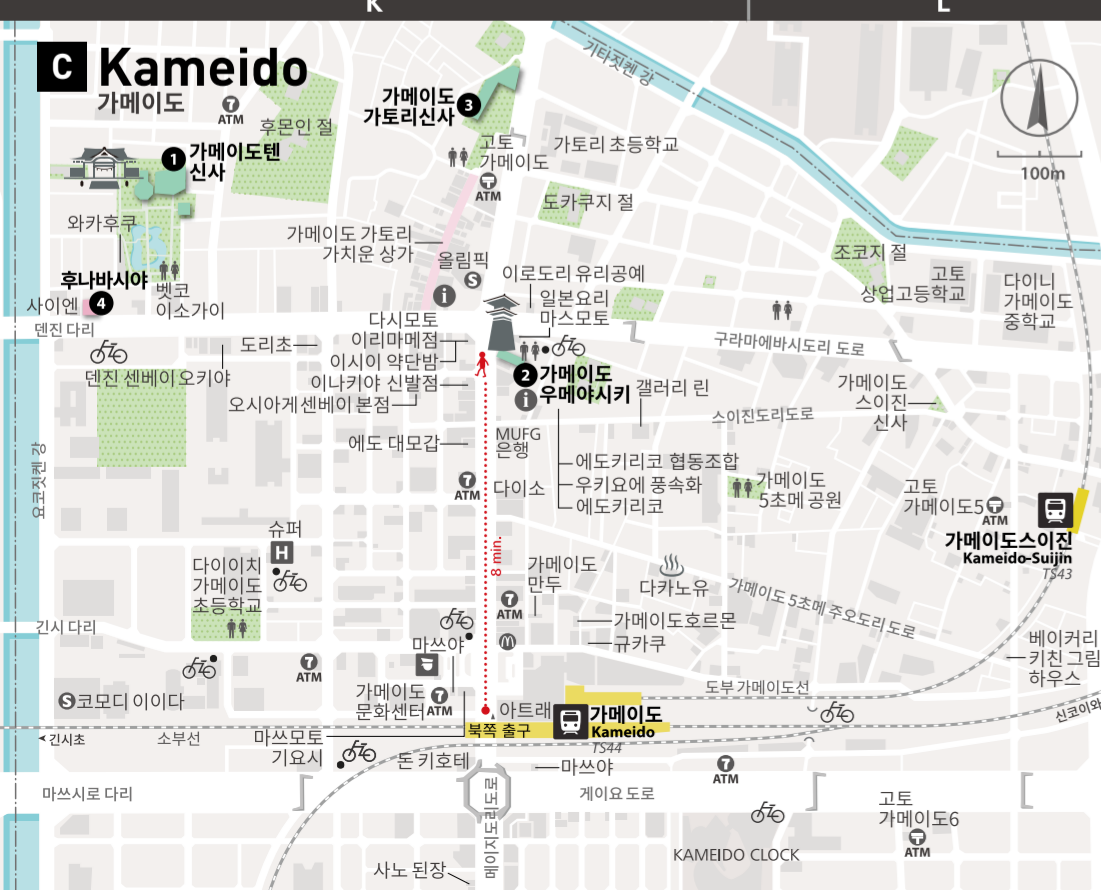 K
L
C Kameido
가메이도
7
ATM
후몬인 절
가메이도
가토리신사
3
기타짓켄 강
100m
1
가메이도텐
신사
고토
가메이도
ATM
가토리 초등학교
도카쿠지 절
와카후쿠
가메이도 가토리
가치운 상가
올림픽
S
i
이로도리 유리공예
일본요리
마스모토
조코지 절
고토
상업고등학교
다이니
가메이도
중학교
후나바시야
4
사이엔
벳코
이소가이
덴진 다리
도리초
다시모토
이리마메점
이시이 약단밤
이나키야 신발점
오시아게센베이 본점
덴진 센베이
오키야
구라마에바시도리 도로
2
가메이도
우메야시키
i
갤러리 린
스이진도리도로
가메이도
스이진
신사
에도 대모갑
MUFG
은행
에도키리코 협동조합
우키요에 풍속화
에도키리코
요코짓켄 강
7
ATM
다이소
가메이도
5초메 공원
고토
가메이도5
ATM
가메이도스이진
Kameido-Suijin
TS43
슈퍼
H
다이이치
가메이도
초등학교
8 min.
가메이도
만두
다카노유
가메이도 5초메 주오도리 도로
7
ATM
가메이도호르몬
규카쿠
긴시 다리
마쓰야
베이커리
키친 그림
하우스
7
ATM
S
코모디 이이다
가메이도
문화센터
7
ATM
아트래
도부 가메이도선
가메이도
Kameido
TS44
북쪽 출구
신코이와
긴시초
소부선
마쓰모토
기요시
돈 키호테
마쓰야
7
ATM
마쓰시로 다리
메이지도리도로
게이요 도로
고토
가메이도6
ATM
KAMEIDO CLOCK
사노 된장